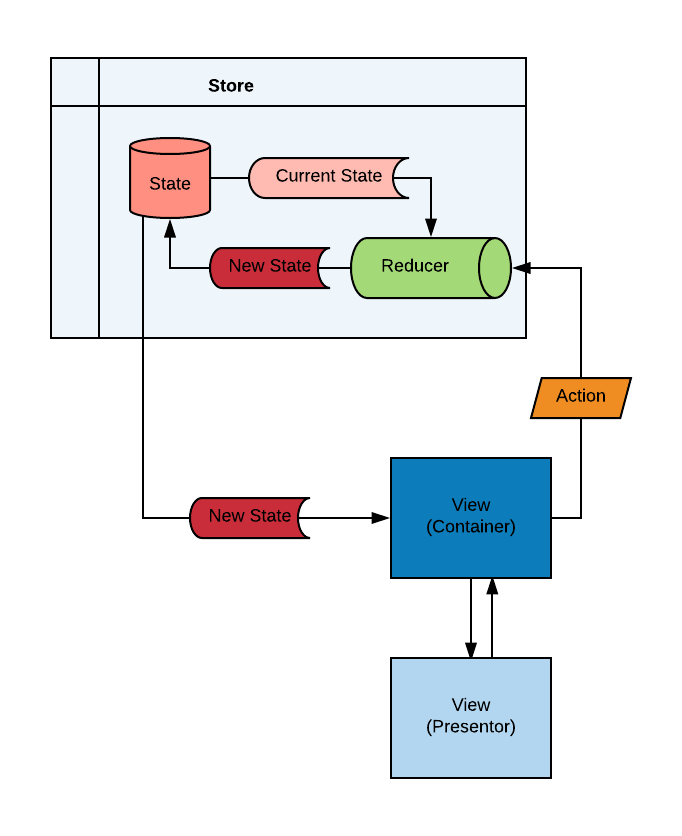 Store
State
Current State
New State
Reducer
Action
New State
View
(Container)
View
(Presentor)